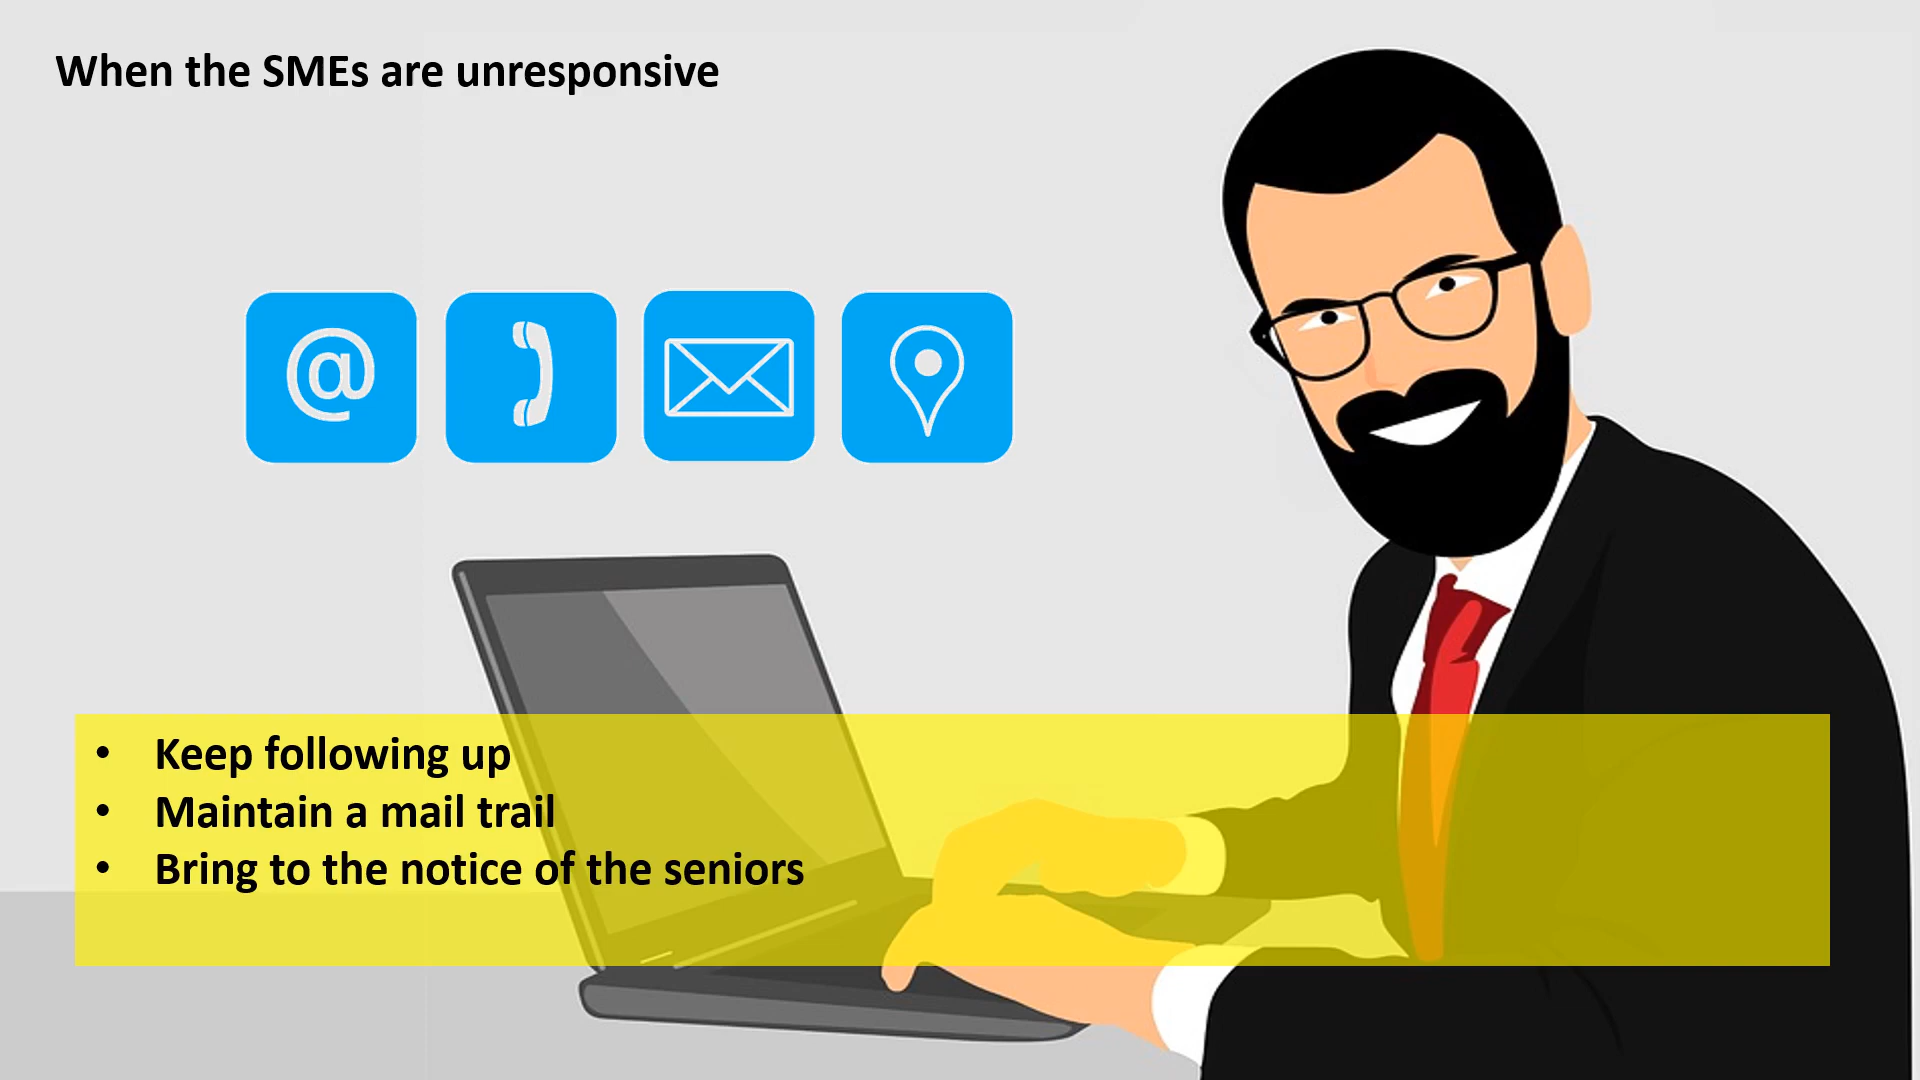 When the SMEs are unresponsive
@
• Keep following up
• Maintain a mail trail
• Bring to the notice of the seniors